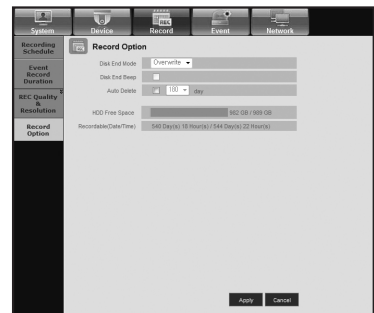 System Device Record Event Network
REC
Recording
Schedule
Event
Record
Duration
REC Quality
&
Resolution
Record
Option
Record Option
Disk End Mode Overwrite
Disk End Beep
Auto Delete 180 day
HDD Free Space 902 GB / 909 GB
Recordable(Date/Time) 540 Day(s) 16 Hour(s) / 544 Day(s) 22 Hour(s)
Apply Cancel